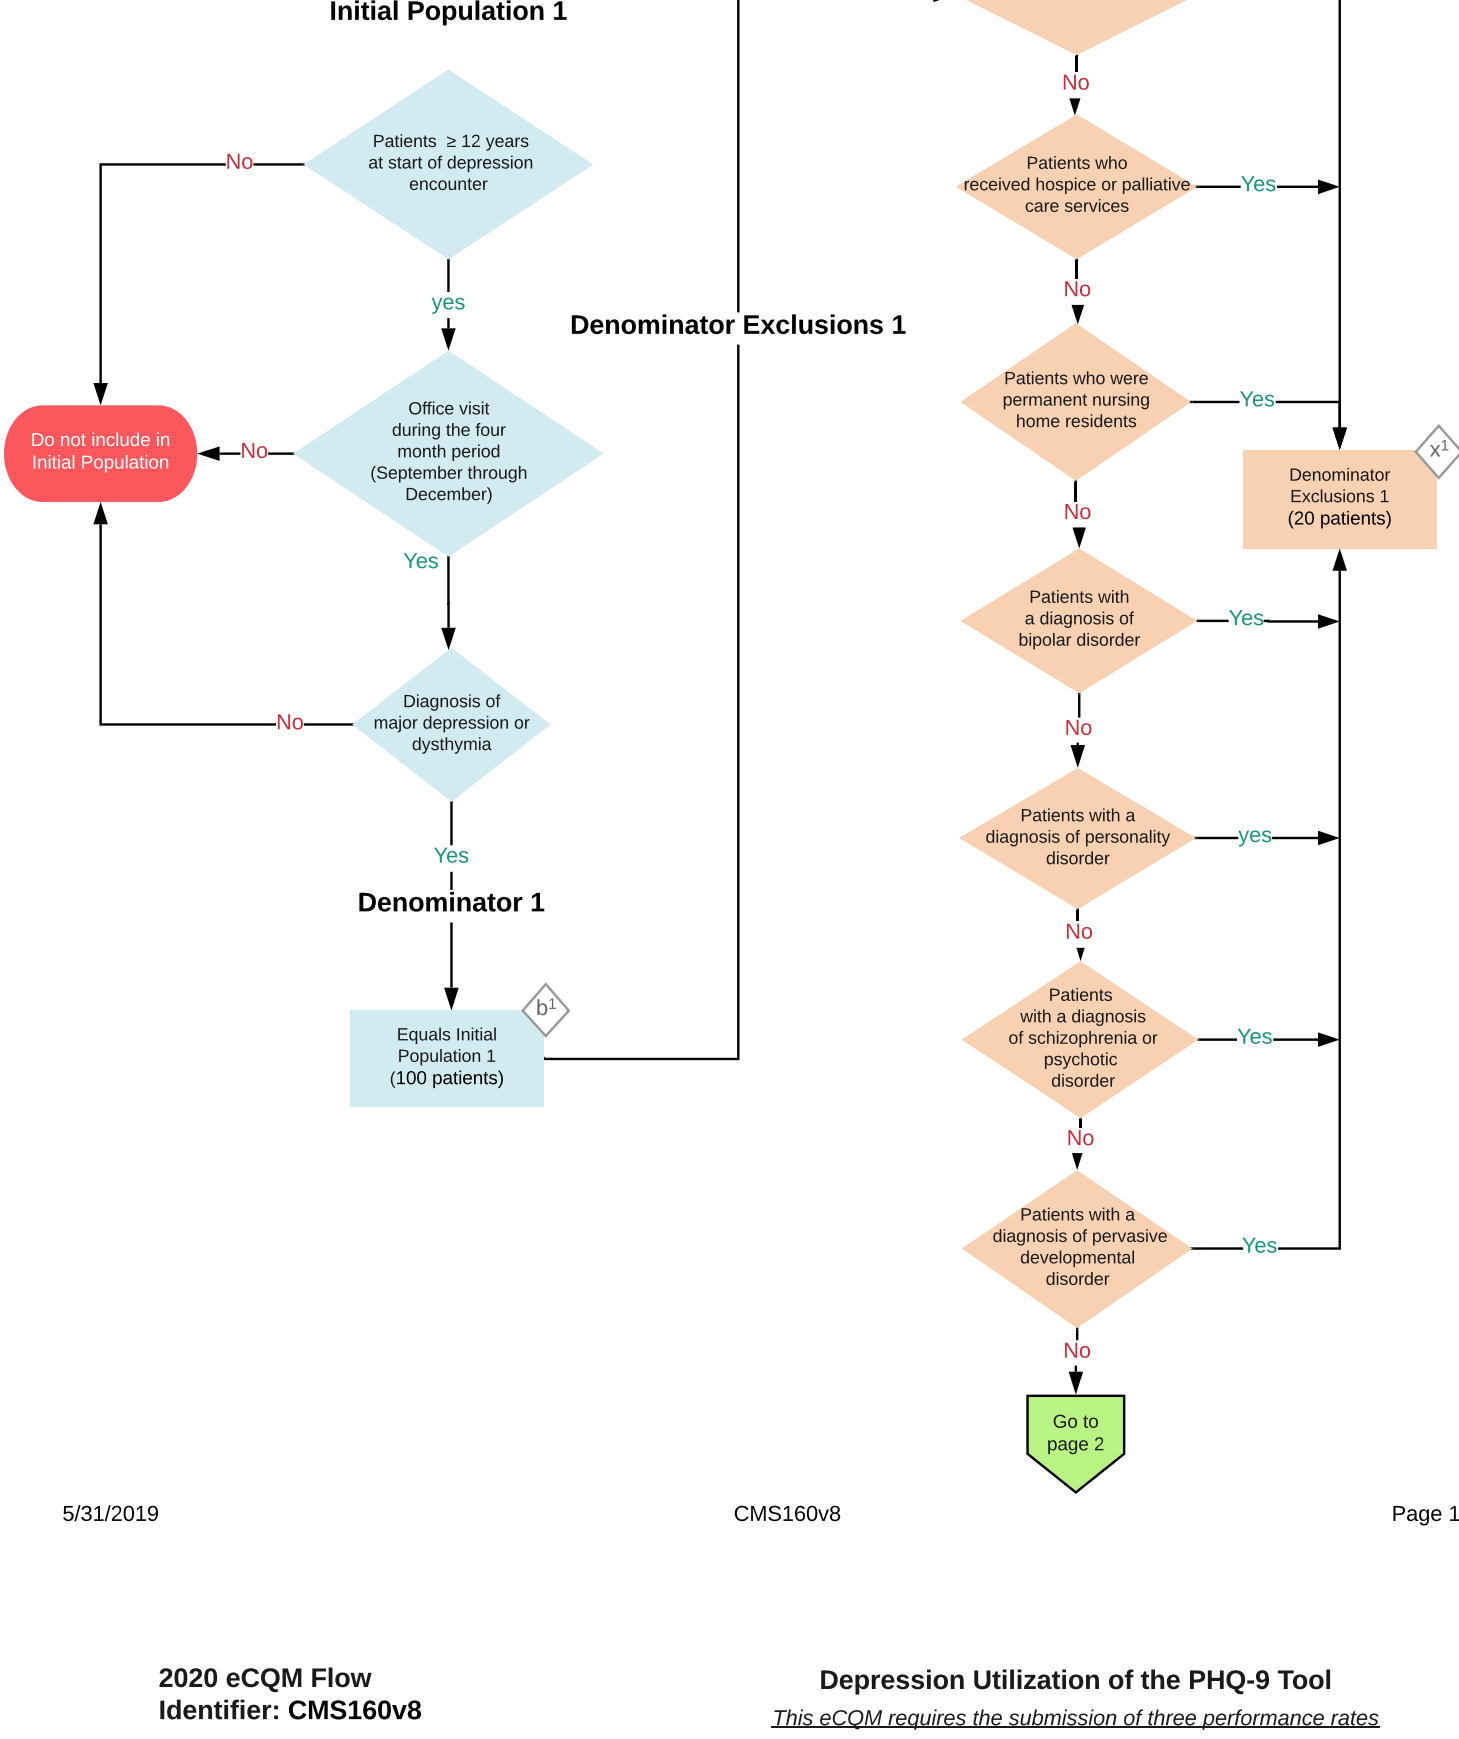 Initial Population 1
Patients ≥ 12 years
at start of depression
encounter
No
yes
Office visit
during the four
month period
(September through
December)
No
Do not include in
Initial Population
Yes
Diagnosis of
major depression or
dysthymia
No
Yes
Denominator 1
b1
Equals Initial
Population 1
(100 patients)
Denominator Exclusions 1
No
Patients who
received hospice or palliative
care services
Yes
No
Patients who were
permanent nursing
home residents
Yes
x1
Denominator
Exclusions 1
(20 patients)
No
Patients with
a diagnosis of
bipolar disorder
Yes
No
Patients with a
diagnosis of personality
disorder
yes
No
Patients
with a diagnosis
of schizophrenia or
psychotic
disorder
Yes
No
Patients with a
diagnosis of pervasive
developmental
disorder
Yes
No
Go to
page 2
5/31/2019
CMS160v8
Page 1
2020 eCQM Flow
Identifier: CMS160v8
Depression Utilization of the PHQ-9 Tool
This eCQM requires the submission of three performance rates